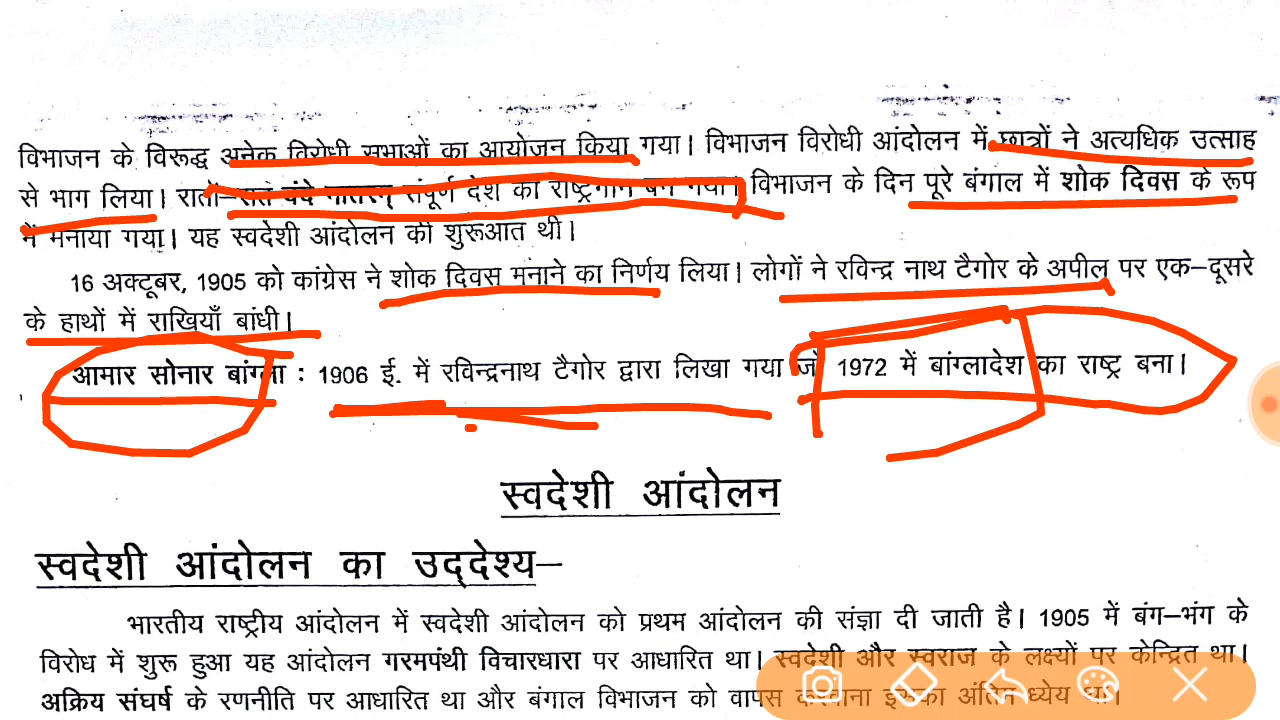 विभाजन के विरूद्ध अनेक विरोधी सभाओं का आयोजन किया गया। विभाजन विरोधी आंदोलन में छात्रों ने अत्यधिक उत्साह
से भाग लिया। रातों–रात वंदे मातरम् संपूर्ण देश का राष्ट्रगान बन गया। विभाजन के दिन पूरे बंगाल में शोक दिवस के रूप
में मनाया गया। यह स्वदेशी आंदोलन की शुरूआत थी।
16 अक्टूबर, 1905 को कांग्रेस ने शोक दिवस मनाने का निर्णय लिया। लोगों ने रविन्द्र नाथ टैगोर के अपील पर एक–दूसरे
के हाथों में राखियाँ बांधी।
आमार सोनार बांग्ला : 1906 ई. में रविन्द्रनाथ टैगोर द्वारा लिखा गया जो 1972 में बांग्लादेश का राष्ट्र बना।
स्वदेशी आंदोलन
स्वदेशी आंदोलन का उद्देश्य–
भारतीय राष्ट्रीय आंदोलन में स्वदेशी आंदोलन को प्रथम आंदोलन की संज्ञा दी जाती है। 1905 में बंग–भंग के
विरोध में शुरू हुआ यह आंदोलन गरमपंथी विचारधारा पर आधारित था। स्वदेशी और स्वराज के लक्ष्यों पर केन्द्रित था।
अक्रिय संघर्ष के रणनीति पर आधारित था और बंगाल विभाजन को वापस करवाना इसका अंतिम ध्येय था।